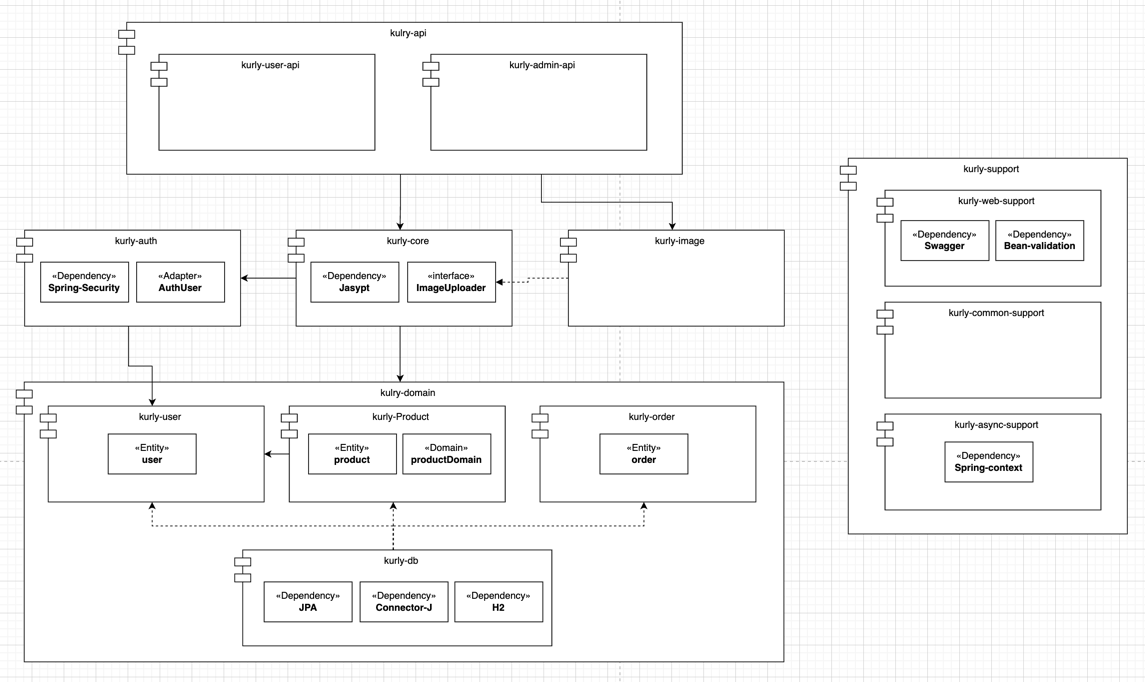 kulry-api
kurly-user-api
kurly-admin-api
kurly-auth
«Dependency»
Spring-Security
«Adapter»
AuthUser
kurly-core
«Dependency»
Jasypt
«interface»
ImageUploader
kurly-image
kulry-domain
kurly-user
«Entity»
user
kurly-Product
«Entity»
product
«Domain»
productDomain
kurly-order
«Entity»
order
kurly-db
«Dependency»
JPA
«Dependency»
Connector-J
«Dependency»
H2
kurly-support
kurly-web-support
«Dependency»
Swagger
«Dependency»
Bean-validation
kurly-common-support
kurly-async-support
«Dependency»
Spring-context